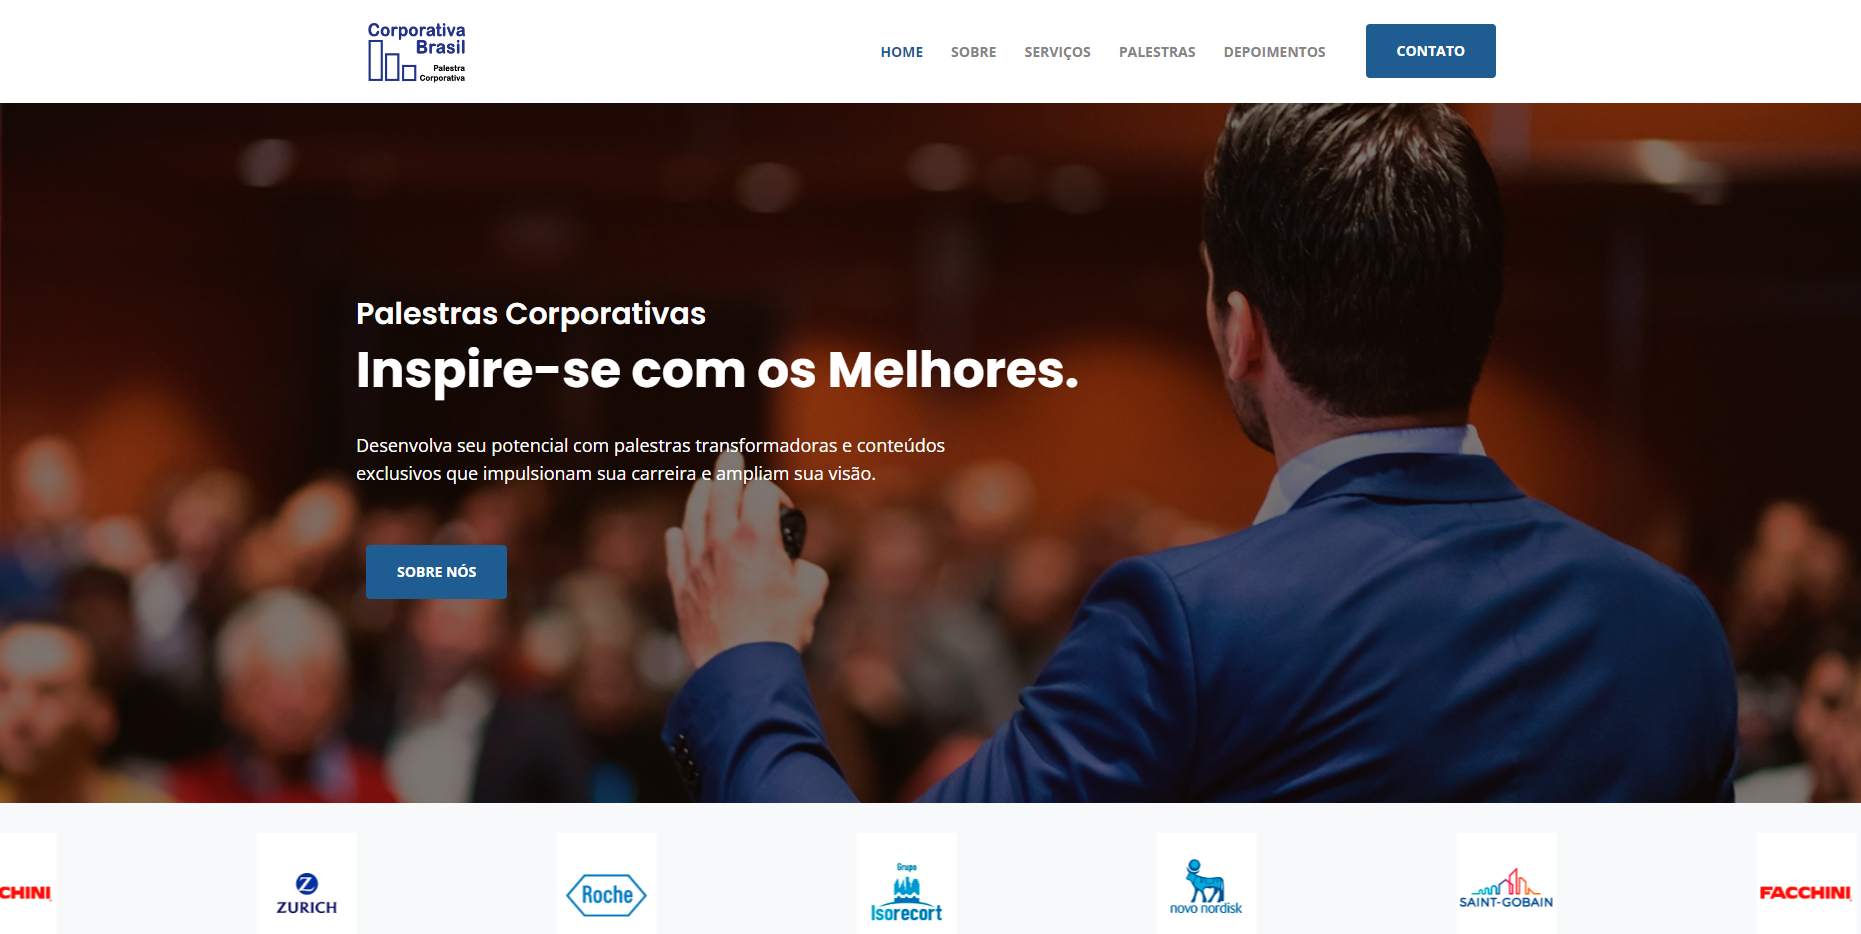 Corporativa
Brasil
Palestra
Corporativa
HOME
SOBRE
SERVIÇOS
PALESTRAS
DEPOIMENTOS
CONTATO
Palestras Corporativas
Inspire-se com os Melhores.
Desenvolva seu potencial com palestras transformadoras e conteúdos
exclusivos que impulsionam sua carreira e ampliam sua visão.
SOBRE NÓS
CHINI
Z
ZURICH
Roche
Grupo
Isorecort
novo nordisk
SAINT-GOBAIN
FACCHINI